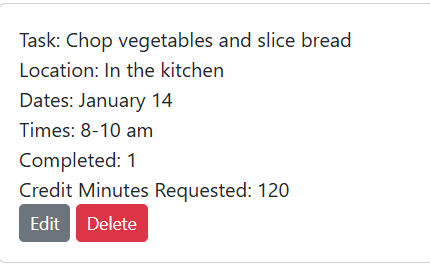 Task: Chop vegetables and slice bread
Location: In the kitchen
Dates: January 14
Times: 8-10 am
Completed: 1
Credit Minutes Requested: 120
Edit Delete